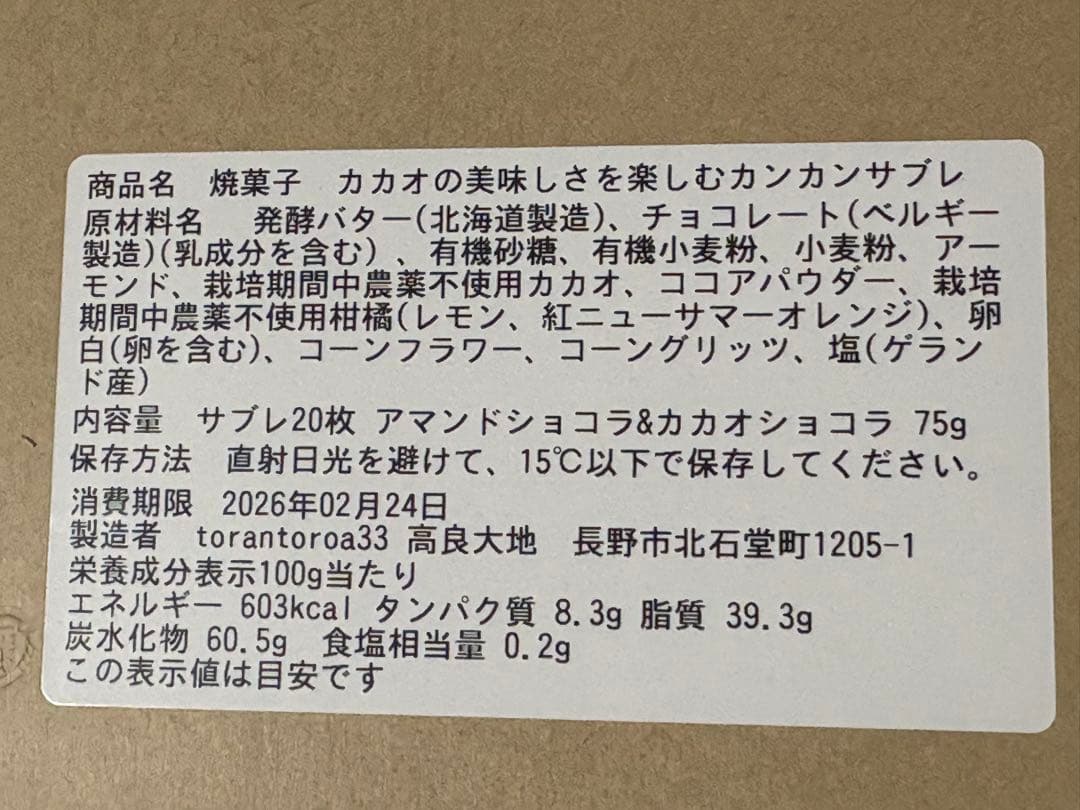 商品名　焼菓子　カカオの美味しさを楽しむカンカンサブレ
原材料名　発酵バター(北海道製造)、チョコレート(ベルギー
製造)(乳成分を含む)、有機砂糖、有機小麦粉、小麦粉、アー
モンド、栽培期間中農薬不使用カカオ、ココアパウダー、栽培
期間中農薬不使用柑橘(レモン、紅ニューサマーオレンジ)、卵
白(卵を含む)、コーンフラワー、コーングリッツ、塩(ゲラン
ド産)
内容量　サブレ20枚 アマンドショコラ&カカオショコラ 75g
保存方法　直射日光を避けて、15℃以下で保存してください。
消費期限　2026年02月24日
製造者　torantoroa33 高良大地　長野市北石堂町1205-1
栄養成分表示100g当たり
エネルギー 603kcal タンパク質 8.3g 脂質 39.3g
炭水化物 60.5g　食塩相当量 0.2g
この表示値は目安です